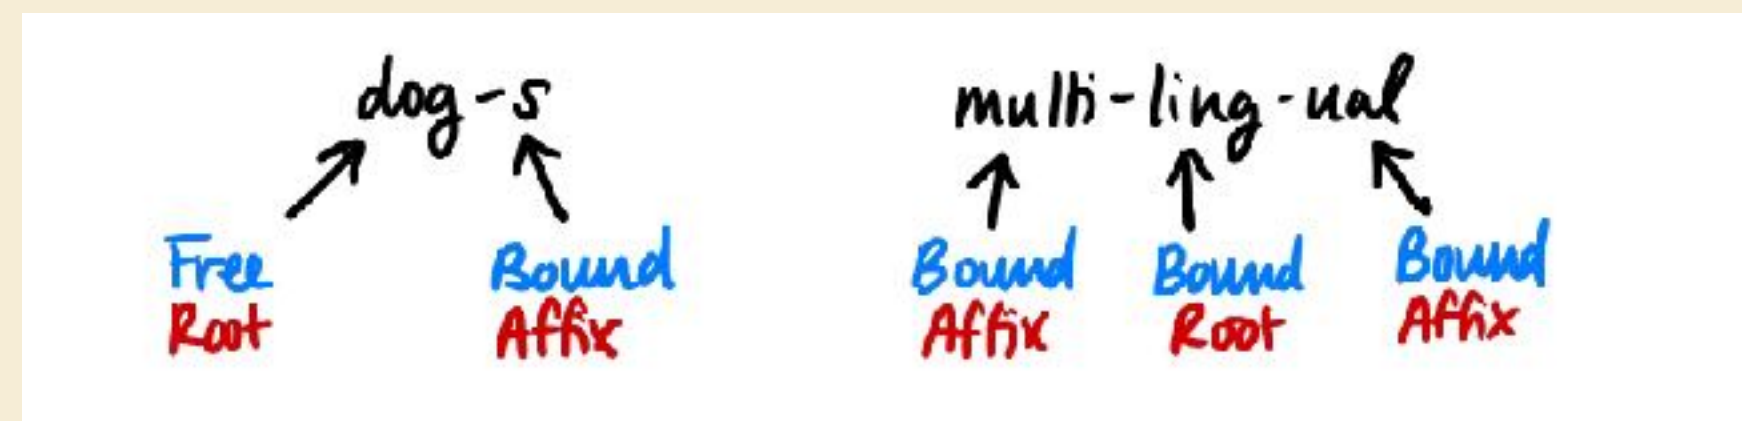 dog-s
multi-ling-ual
Free
Root
Bound
Affix
Bound
Affix
Bound
Root
Bound
Affix